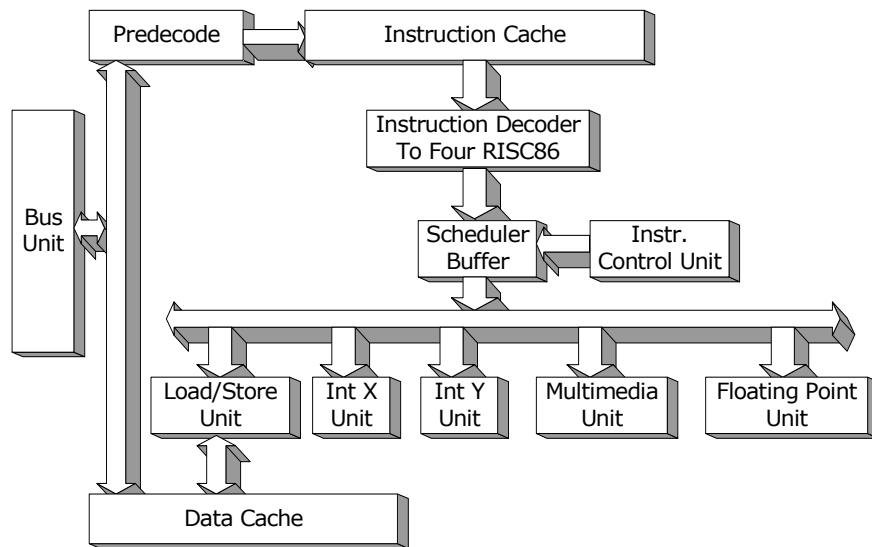 Predecode
Instruction Cache
Instruction Decoder
To Four RISC86
Bus
Unit
Scheduler
Buffer
Instr.
Control Unit
Load/Store
Unit
Int X
Unit
Int Y
Unit
Multimedia
Unit
Floating Point
Unit
Data Cache